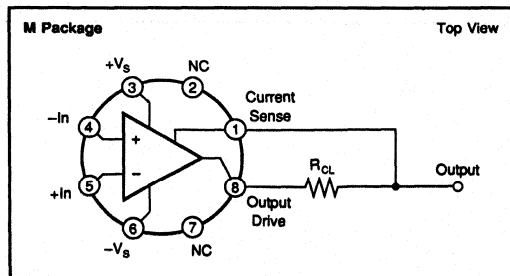 M Package
Top View
+VS
NC
3
2
-In
4
Current
Sense
1
+
-
RCL
Output
5
+In
8
Output
Drive
6
7
-VS
NC